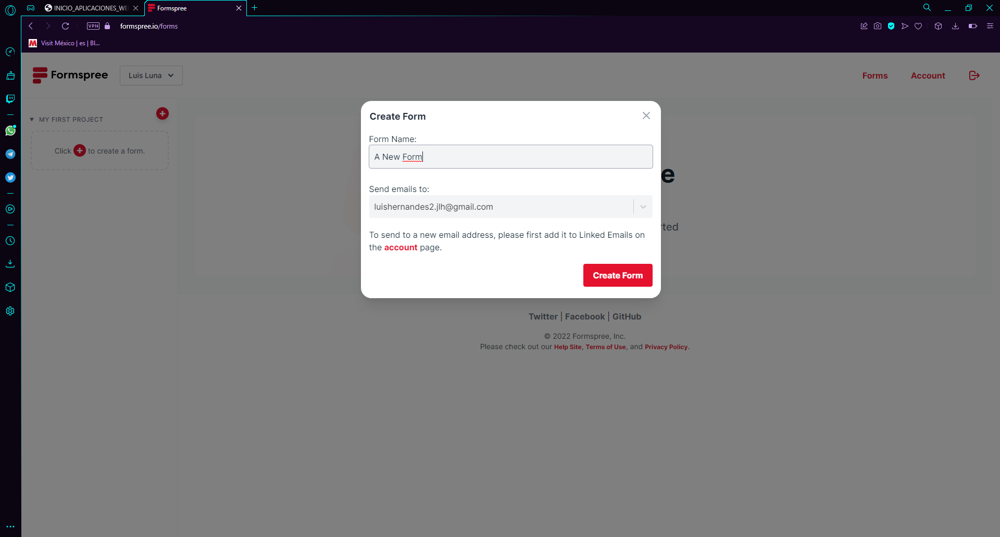 INICIO_APLICACIONES_WE
Formspree
VPN
formspree.io/forms
Visit México | es | Bl...
Formspree
Luis Luna
Forms
Account
MY FIRST PROJECT
Click + to create a form.
Create Form
Form Name:
A New Form
Send emails to:
luishernandes2.jlh@gmail.com
To send to a new email address, please first add it to Linked Emails on
the account page.
Create Form
e
rted
Twitter | Facebook | GitHub
© 2022 Formspree, Inc.
Please check out our Help Site, Terms of Use, and Privacy Policy.